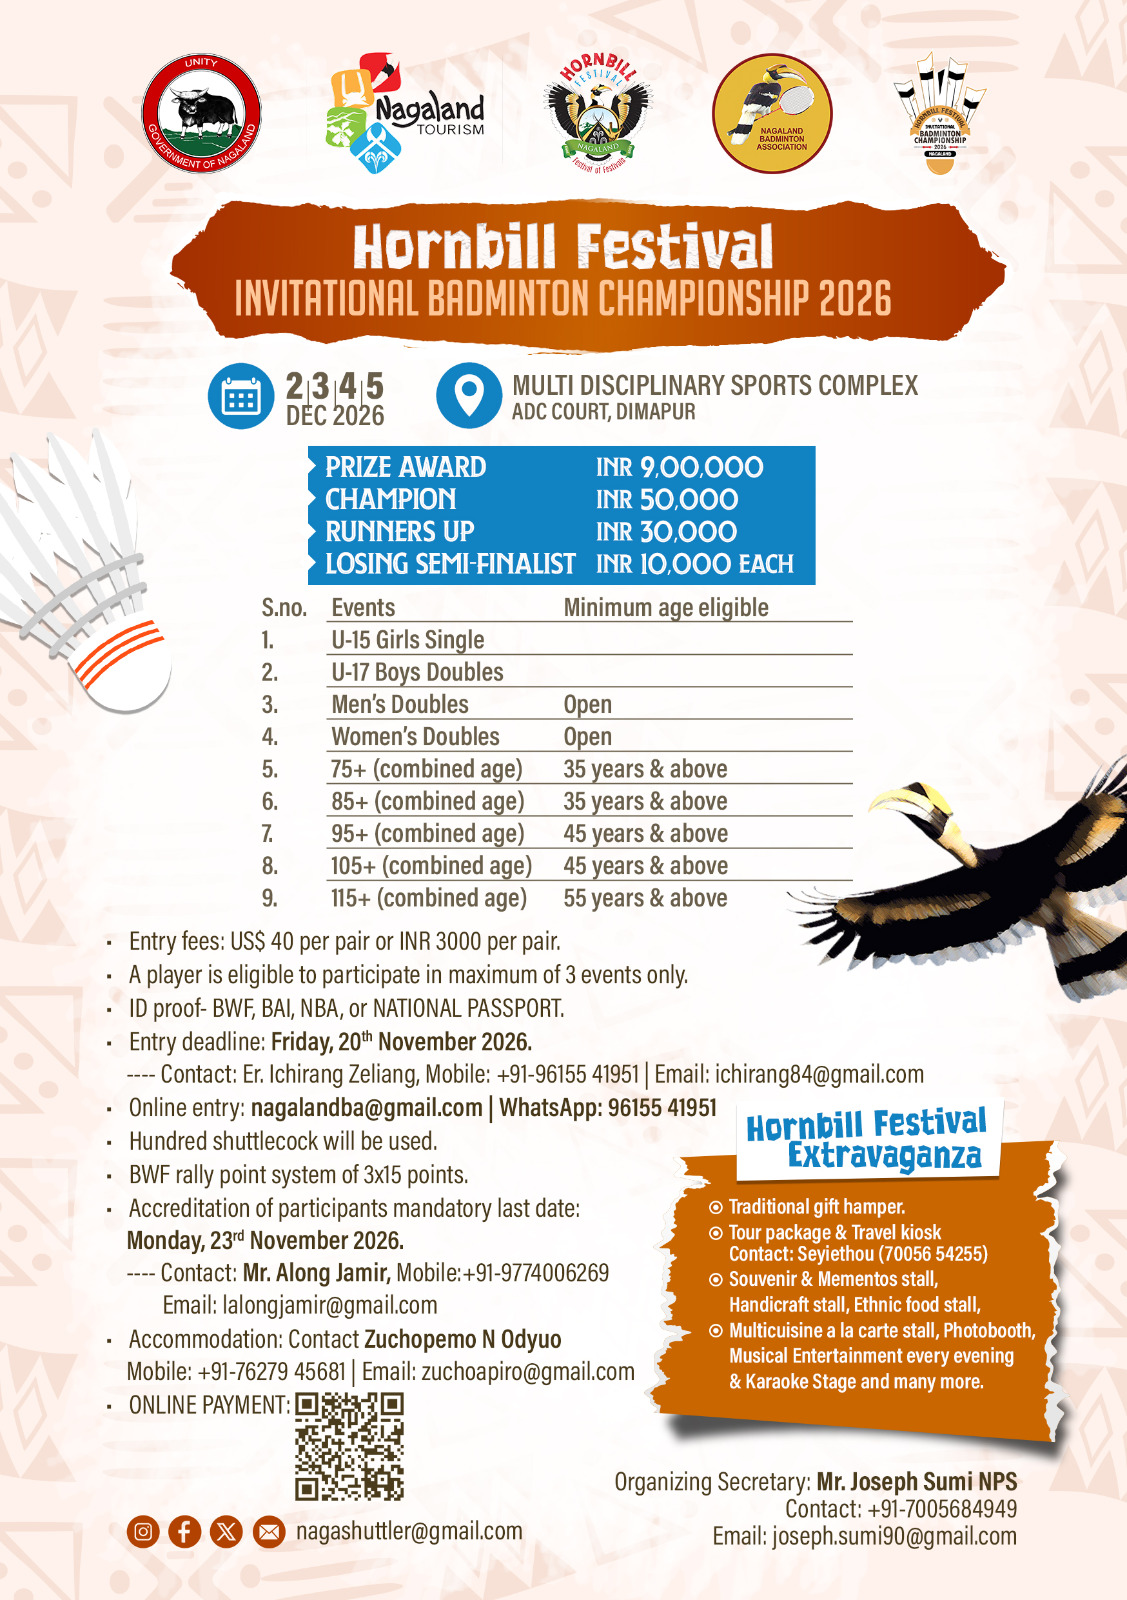 UNITY
GOVERNMENT OF NAGALAND
Nagaland
TOURISM
HORNBILL
FESTIVAL
NAGALAND
Festival of Festivals
NAGALAND
BADMINTON
ASSOCIATION
HORNBILL FESTIVAL
INVITATIONAL
BADMINTON
CHAMPIONSHIP
2026
NAGALAND
Hornbill Festival
INVITATIONAL BADMINTON CHAMPIONSHIP 2026
2|3|4|5
DEC 2026
MULTI DISCIPLINARY SPORTS COMPLEX
ADC COURT, DIMAPUR
PRIZE AWARD INR 9,00,000
CHAMPION INR 50,000
RUNNERS UP INR 30,000
LOSING SEMI-FINALIST INR 10,000 EACH
S.no. Events Minimum age eligible
1. U-15 Girls Single
2. U-17 Boys Doubles
3. Men's Doubles Open
4. Women's Doubles Open
5. 75+ (combined age) 35 years & above
6. 85+ (combined age) 35 years & above
7. 95+ (combined age) 45 years & above
8. 105+ (combined age) 45 years & above
9. 115+ (combined age) 55 years & above
· Entry fees: US$ 40 per pair or INR 3000 per pair.
· A player is eligible to participate in maximum of 3 events only.
· ID proof- BWF, BAI, NBA, or NATIONAL PASSPORT.
· Entry deadline: Friday, 20th November 2026.
---- Contact: Er. Ichirang Zeliang, Mobile: +91-96155 41951 | Email: ichirang84@gmail.com
· Online entry: nagalandba@gmail.com | WhatsApp: 96155 41951
· Hundred shuttlecock will be used.
· BWF rally point system of 3x15 points.
· Accreditation of participants mandatory last date:
Monday, 23rd November 2026.
---- Contact: Mr. Along Jamir, Mobile:+91-9774006269
Email: lalongjamir@gmail.com
· Accommodation: Contact Zuchopemo N Odyuo
Mobile: +91-76279 45681 | Email: zuchoapiro@gmail.com
· ONLINE PAYMENT:
Hornbill Festival
Extravaganza
Traditional gift hamper.
Tour package & Travel kiosk
Contact: Seyiethou (70056 54255)
Souvenir & Mementos stall,
Handicraft stall, Ethnic food stall,
Multicuisine a la carte stall, Photobooth,
Musical Entertainment every evening
& Karaoke Stage and many more.
nagashuttler@gmail.com
Organizing Secretary: Mr. Joseph Sumi NPS
Contact: +91-7005684949
Email: joseph.sumi90@gmail.com